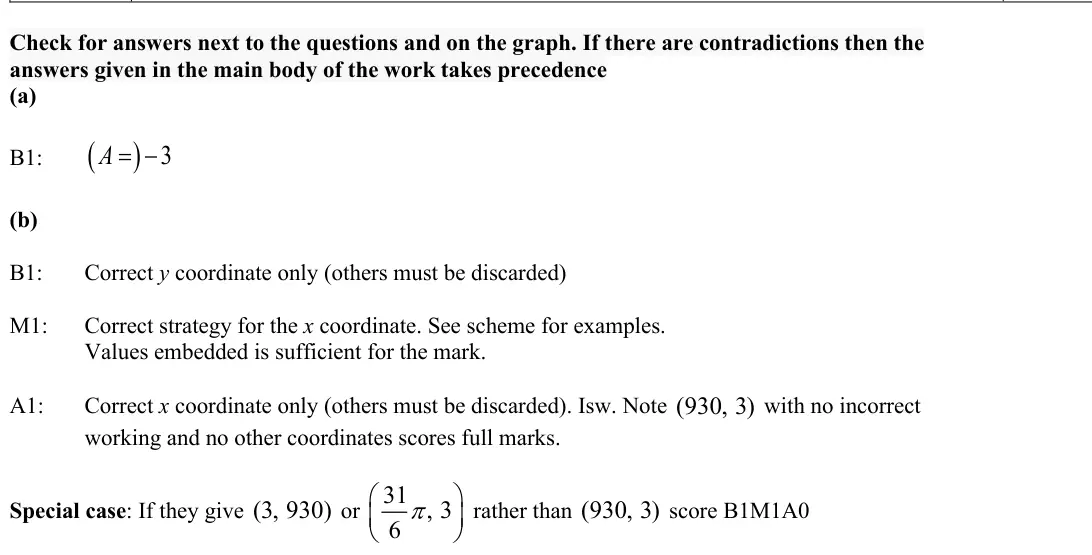 Check for answers next to the questions and on the graph. If there are contradictions then the
answers given in the main body of the work takes precedence
(a)
B1: (A =) −3
(b)
B1: Correct y coordinate only (others must be discarded)
M1: Correct strategy for the x coordinate. See scheme for examples.
Values embedded is sufficient for the mark.
A1: Correct x coordinate only (others must be discarded). Isw. Note (930, 3) with no incorrect
working and no other coordinates scores full marks.
Special case: If they give (3, 930) or (31/6 π, 3) rather than (930, 3) score B1M1A0